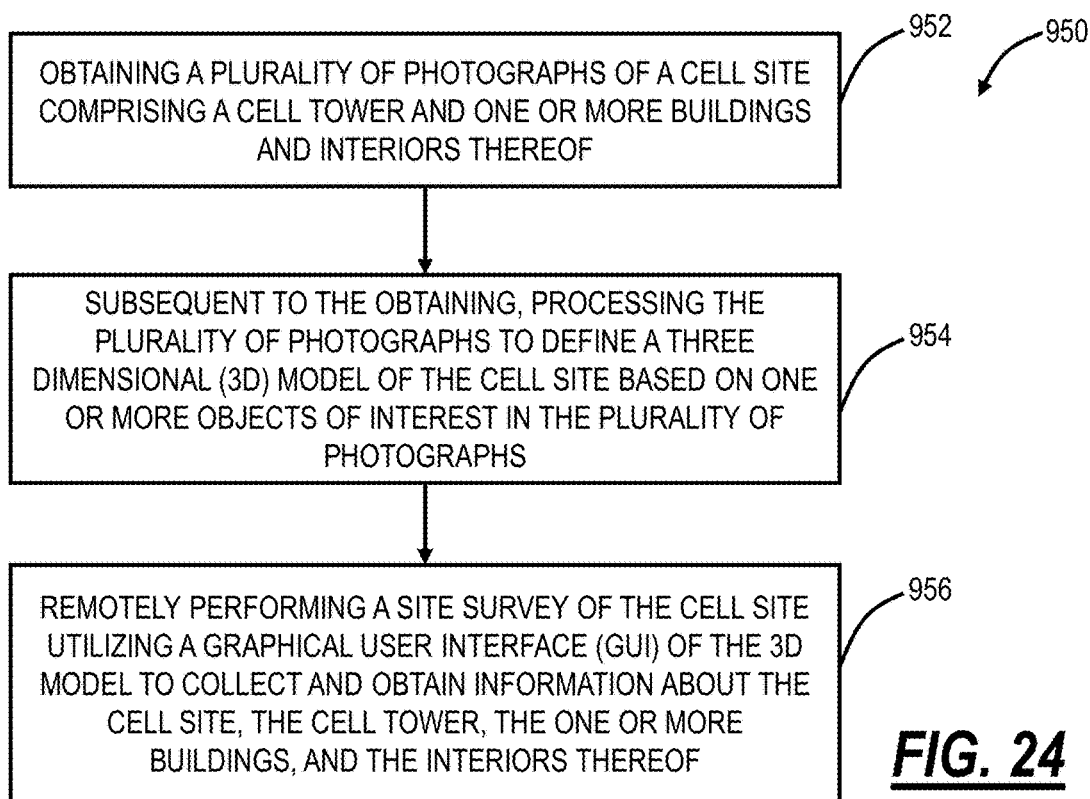 952
950
OBTAINING A PLURALITY OF PHOTOGRAPHS OF A CELL SITE
COMPRISING A CELL TOWER AND ONE OR MORE BUILDINGS
AND INTERIORS THEREOF
SUBSEQUENT TO THE OBTAINING, PROCESSING THE
PLURALITY OF PHOTOGRAPHS TO DEFINE A THREE
DIMENSIONAL (3D) MODEL OF THE CELL SITE BASED ON ONE
OR MORE OBJECTS OF INTEREST IN THE PLURALITY OF
PHOTOGRAPHS
954
REMOTELY PERFORMING A SITE SURVEY OF THE CELL SITE
UTILIZING A GRAPHICAL USER INTERFACE (GUI) OF THE 3D
MODEL TO COLLECT AND OBTAIN INFORMATION ABOUT THE
CELL SITE, THE CELL TOWER, THE ONE OR MORE
BUILDINGS, AND THE INTERIORS THEREOF
956
FIG. 24